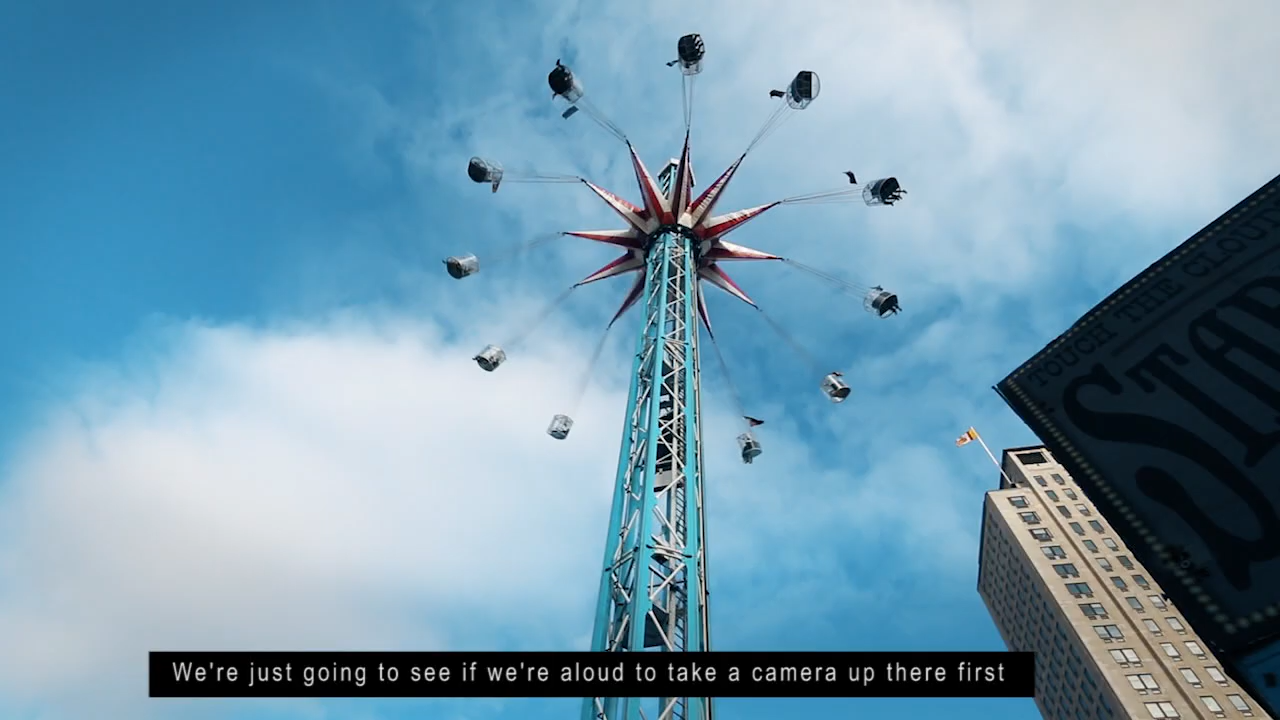 TOUCH THE CLOUDS
STAR
We're just going to see if we're aloud to take a camera up there first